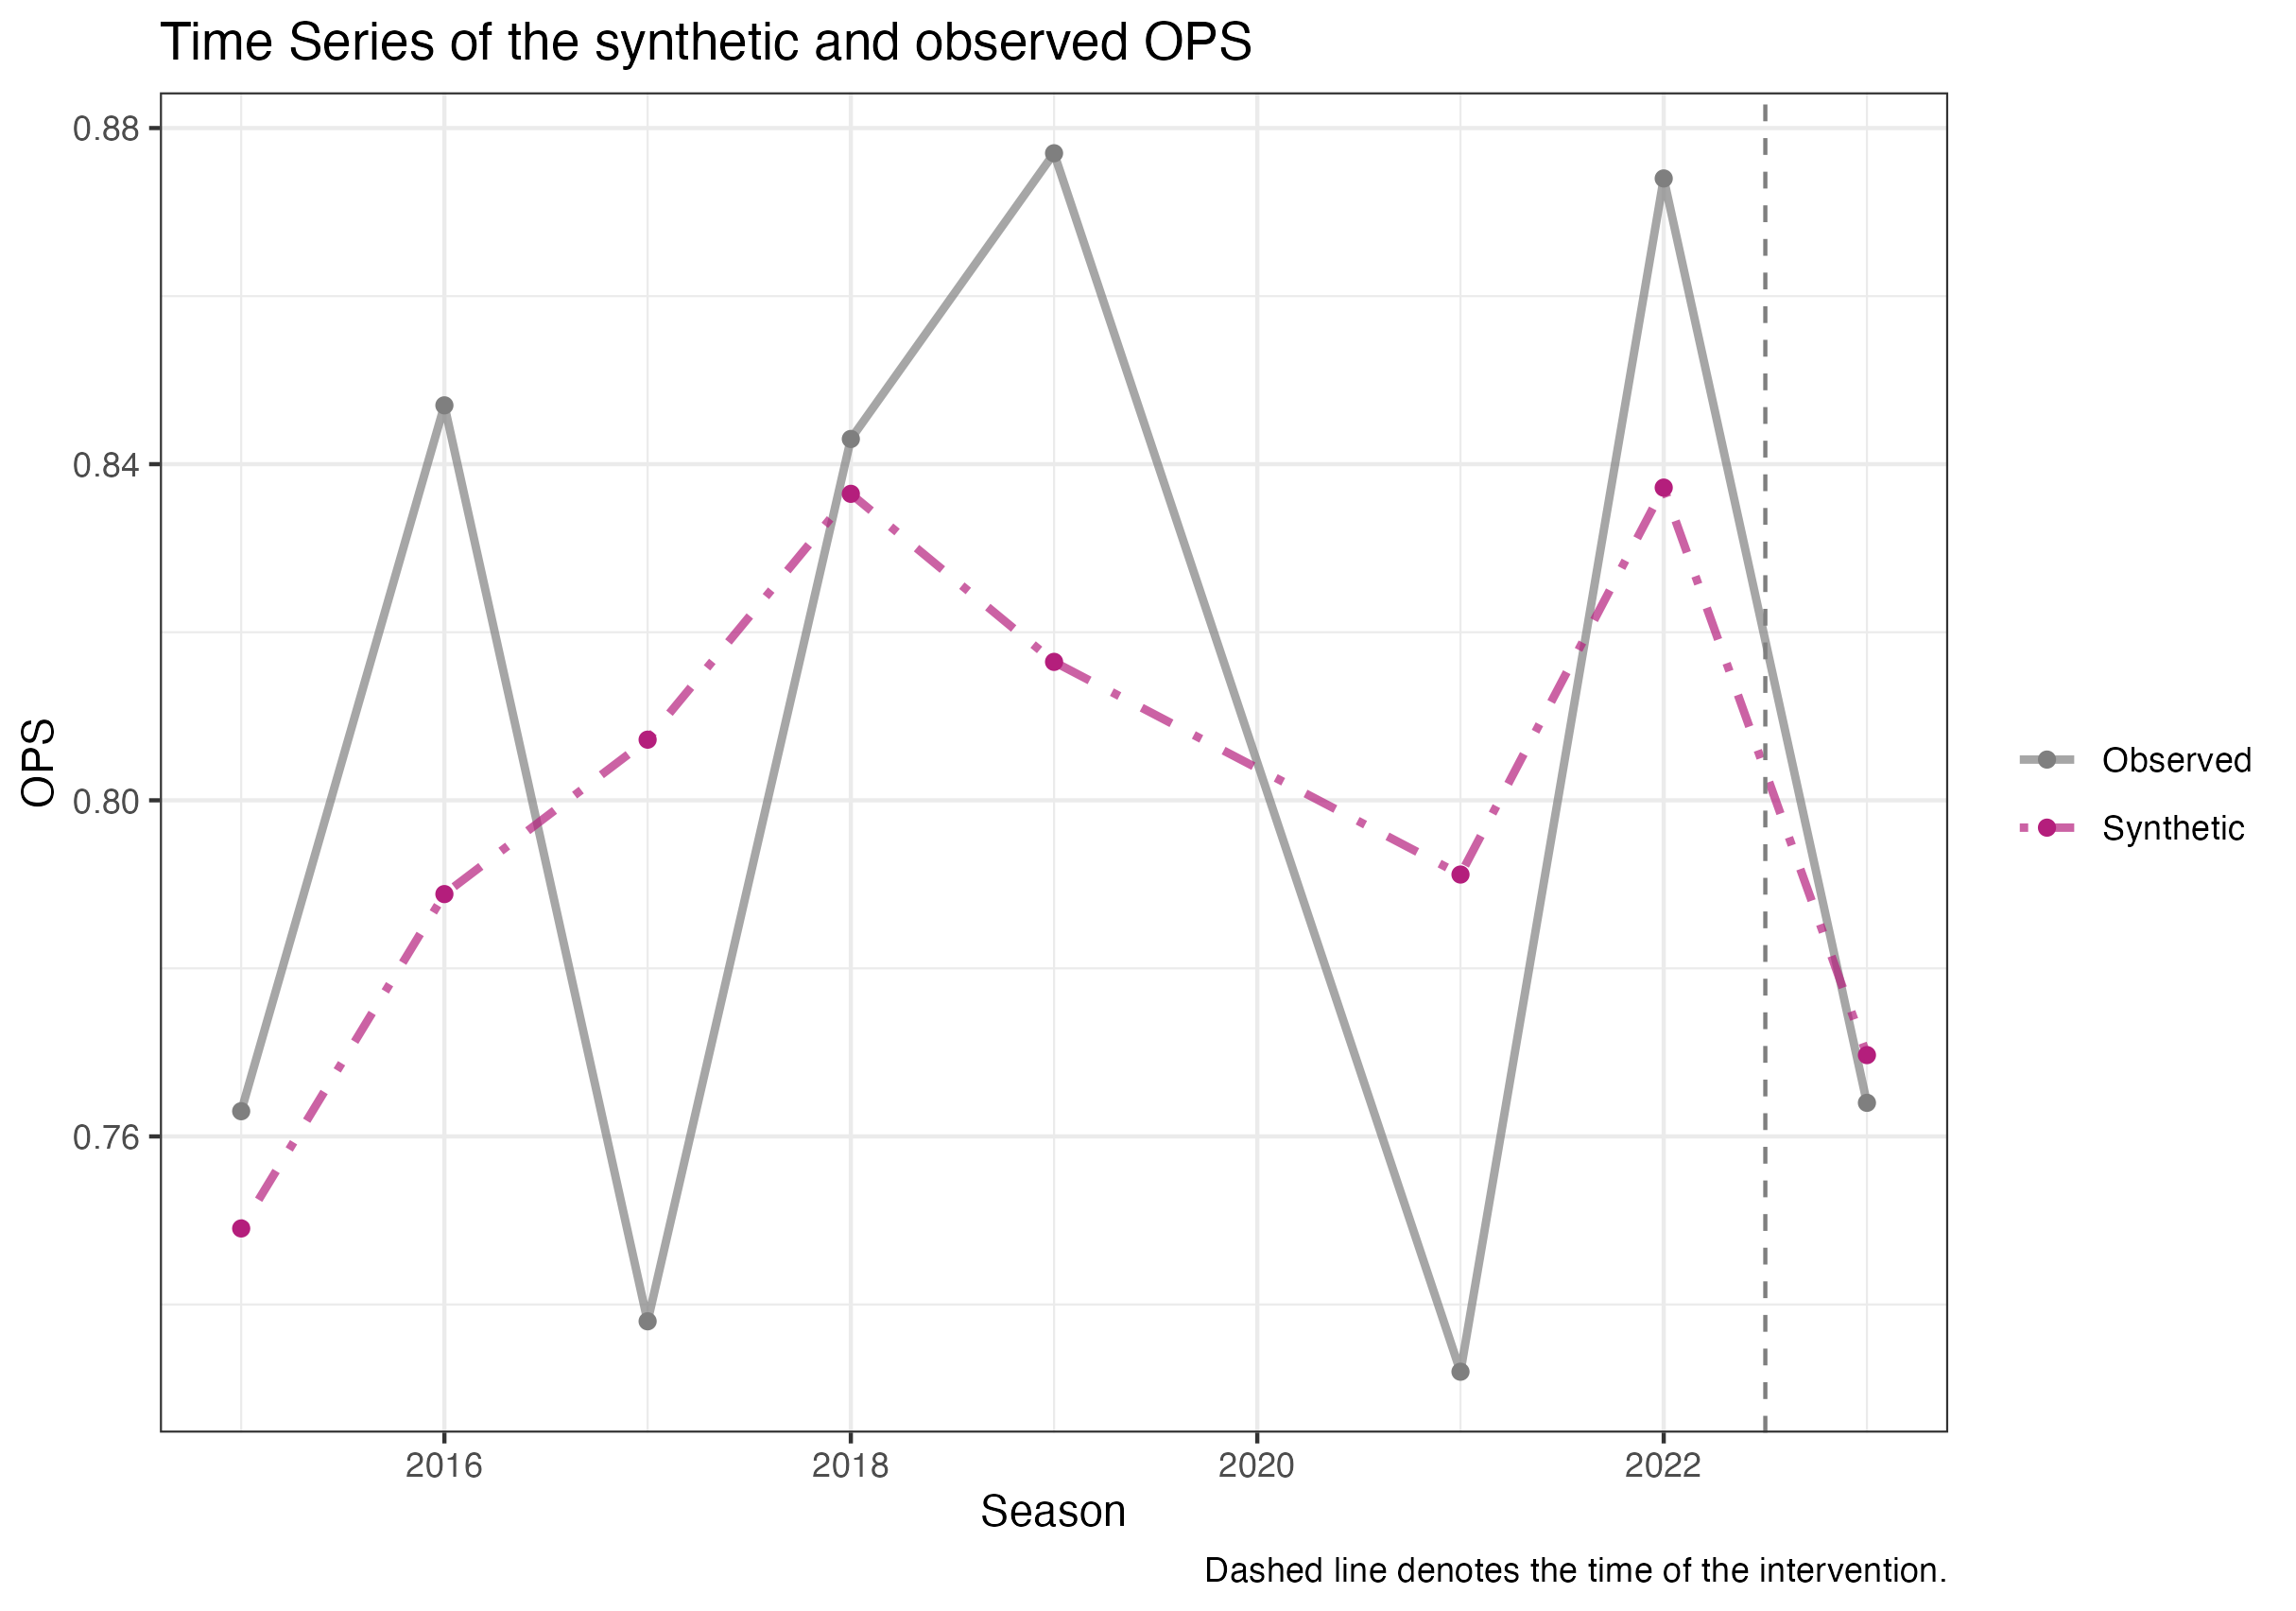 Time Series of the synthetic and observed OPS
0.88
0.84
0.80
0.76
OPS
2016 2018 2020 2022
Season
Observed
Synthetic
Dashed line denotes the time of the intervention.